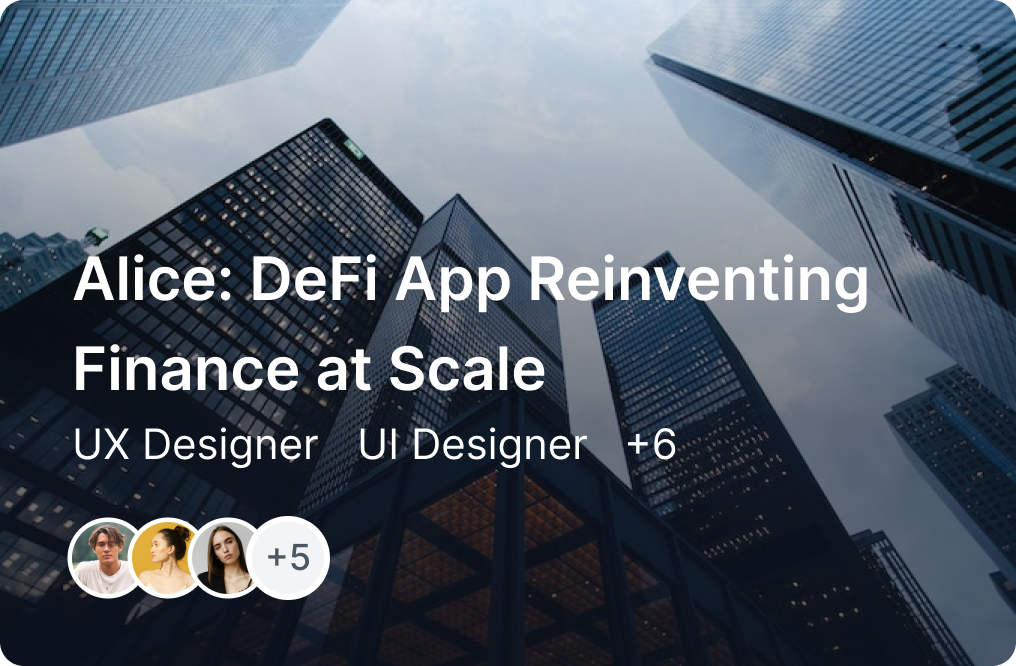 Alice: DeFi App Reinventing
Finance at Scale
UX Designer UI Designer +6
+5